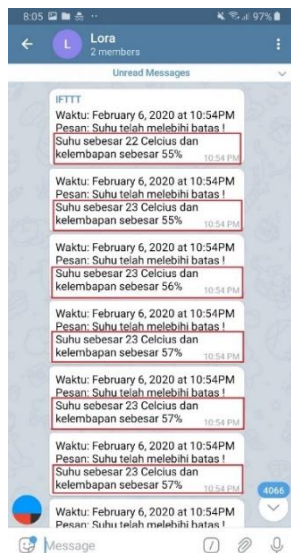 8:05
97%
L
Lora
2 members
Unread Messages
IFTTT
Waktu: February 6, 2020 at 10:54PM
Pesan: Suhu telah melebihi batas !
Suhu sebesar 22 Celcius dan
kelembapan sebesar 55%
10:54 PM
Waktu: February 6, 2020 at 10:54PM
Pesan: Suhu telah melebihi batas !
Suhu sebesar 23 Celcius dan
kelembapan sebesar 55%
10:54 PM
Waktu: February 6, 2020 at 10:54PM
Pesan: Suhu telah melebihi batas !
Suhu sebesar 23 Celcius dan
kelembapan sebesar 56%
10:54 PM
Waktu: February 6, 2020 at 10:54PM
Pesan: Suhu telah melebihi batas !
Suhu sebesar 23 Celcius dan
kelembapan sebesar 57%
10:54 PM
Waktu: February 6, 2020 at 10:54PM
Pesan: Suhu telah melebihi batas !
Suhu sebesar 23 Celcius dan
kelembapan sebesar 57%
10:54 PM
Waktu: February 6, 2020 at 10:54PM
Pesan: Suhu telah melebihi batas !
Suhu sebesar 23 Celcius dan
kelembapan sebesar 57%
10:54 PM
4066
Waktu: February 6, 2020 at 10:54PM
Pesan: Suhu telah melebihi batas !
Message